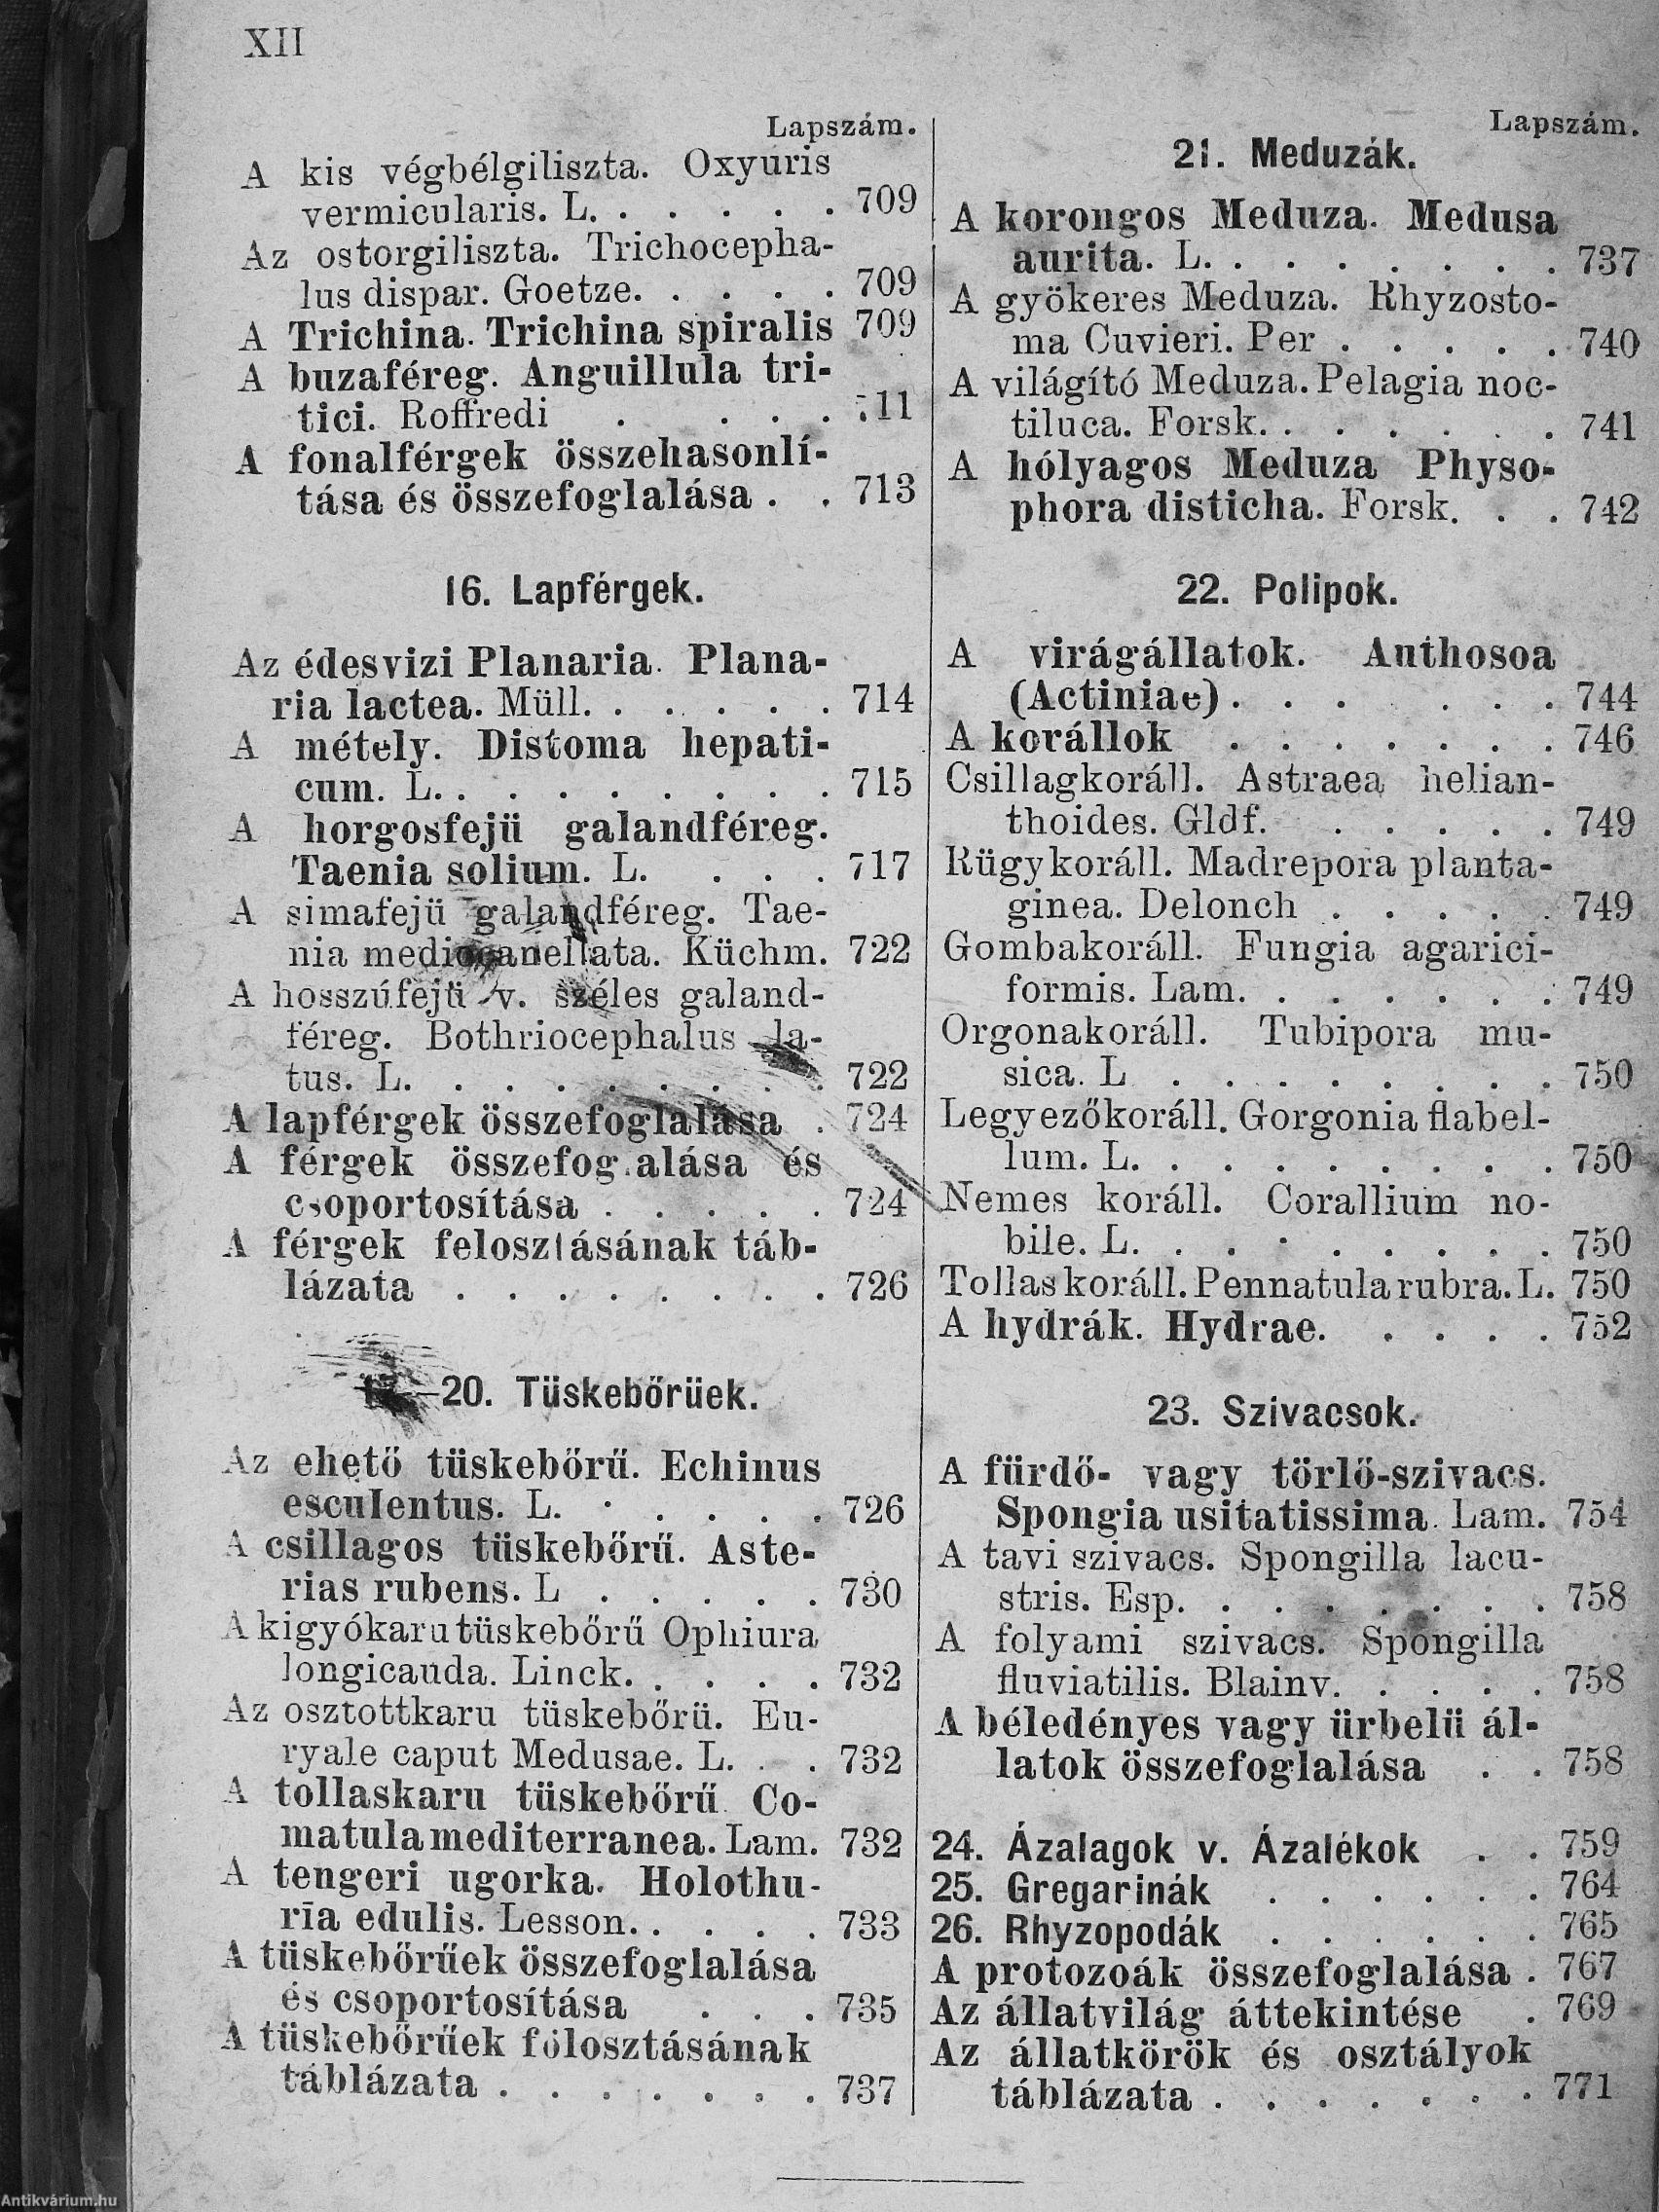 XII
Lapszám.
A kis végbélgiliszta. Oxyuris
vermicularis. L. . . . . . 709
Az ostorgiliszta. Trichocepha-
lus dispar. Goetze. . . . . 709
A Trichina. Trichina spiralis 709
A buzaféreg. Anguillula tri-
tici. Roffredi . . . . 711
A fonalférgek összehasonlí-
tása és összefoglalása . . 713
16. Lapférgek.
Az édesvizi Planaria. Plana-
ria lactea. Müll. . . . . . 714
A métely. Distoma hepati-
cum. L. . . . . . . . . 715
A horgosfejü galandféreg.
Taenia solium. L. . . . 717
A simafejü galandféreg. Tae-
nia mediocanellata. Küchm. 722
A hosszúfejü v. széles galand-
féreg. Bothriocephalus la-
tus. L. . . . . . . . . 722
A lapférgek összefoglalása . 724
A férgek összefoglalása és
csoportosítása . . . . . 724
A férgek felosztásának táb-
lázata . . . . . . . . 726
20. Tüskebőrüek.
Az ehető tüskebőrű. Echinus
esculentus. L. . . . . . 726
A csillagos tüskebőrű. Aste-
rias rubens. L . . . . . 730
A kigyókaru tüskebőrű Ophiura
longicauda. Linck. . . . . 732
Az osztottkaru tüskebőrü. Eu-
ryale caput Medusae. L. . . 732
A tollaskaru tüskebőrű. Co-
matula mediterranea. Lam. 732
A tengeri ugorka. Holothu-
ria edulis. Lesson. . . . . 733
A tüskebőrűek összefoglalása
és csoportosítása . . . 735
A tüskebőrűek fölosztásának
táblázata . . . . . . . 737
Lapszám.
21. Meduzák.
A korongos Meduza. Medusa
aurita. L. . . . . . . . 737
A gyökeres Meduza. Rhyzosto-
ma Cuvieri. Per . . . . . 740
A világító Meduza. Pelagia noc-
tiluca. Forsk. . . . . . . 741
A hólyagos Meduza Physo-
phora disticha. Forsk. . . 742
22. Polipok.
A virágállatok. Anthosoa
(Actiniae) . . . . . . 744
A korállok . . . . . . . 746
Csillagkoráll. Astraea helian-
thoides. Gldf. . . . . . 749
Rügykoráll. Madrepora planta-
ginea. Delonch . . . . . 749
Gombakoráll. Fungia agarici-
formis. Lam. . . . . . . 749
Orgonakoráll. Tubipora mu-
sica. L . . . . . . . . 750
Legyezőkoráll. Gorgonia flabel-
lum. L. . . . . . . . . 750
Nemes koráll. Corallium no-
bile. L. . . . . . . . . 750
Tollaskoráll. Pennatula rubra. L. 750
A hydrák. Hydrae. . . . . 752
23. Szivacsok.
A fürdő- vagy törlő-szivacs.
Spongia usitatissima. Lam. 754
A tavi szivacs. Spongilla lacu-
stris. Esp. . . . . . . . 758
A folyami szivacs. Spongilla
fluviatilis. Blainv. . . . . 758
A béledényes vagy ürbelü ál-
latok összefoglalása . . 758
24. Ázalagok v. Ázalékok . . 759
25. Gregarinák . . . . . . 764
26. Rhyzopodák . . . . . . 765
A protozoák összefoglalása . 767
Az állatvilág áttekintése . 769
Az állatkörök és osztályok
táblázata . . . . . . . 771
Antikvárium.hu